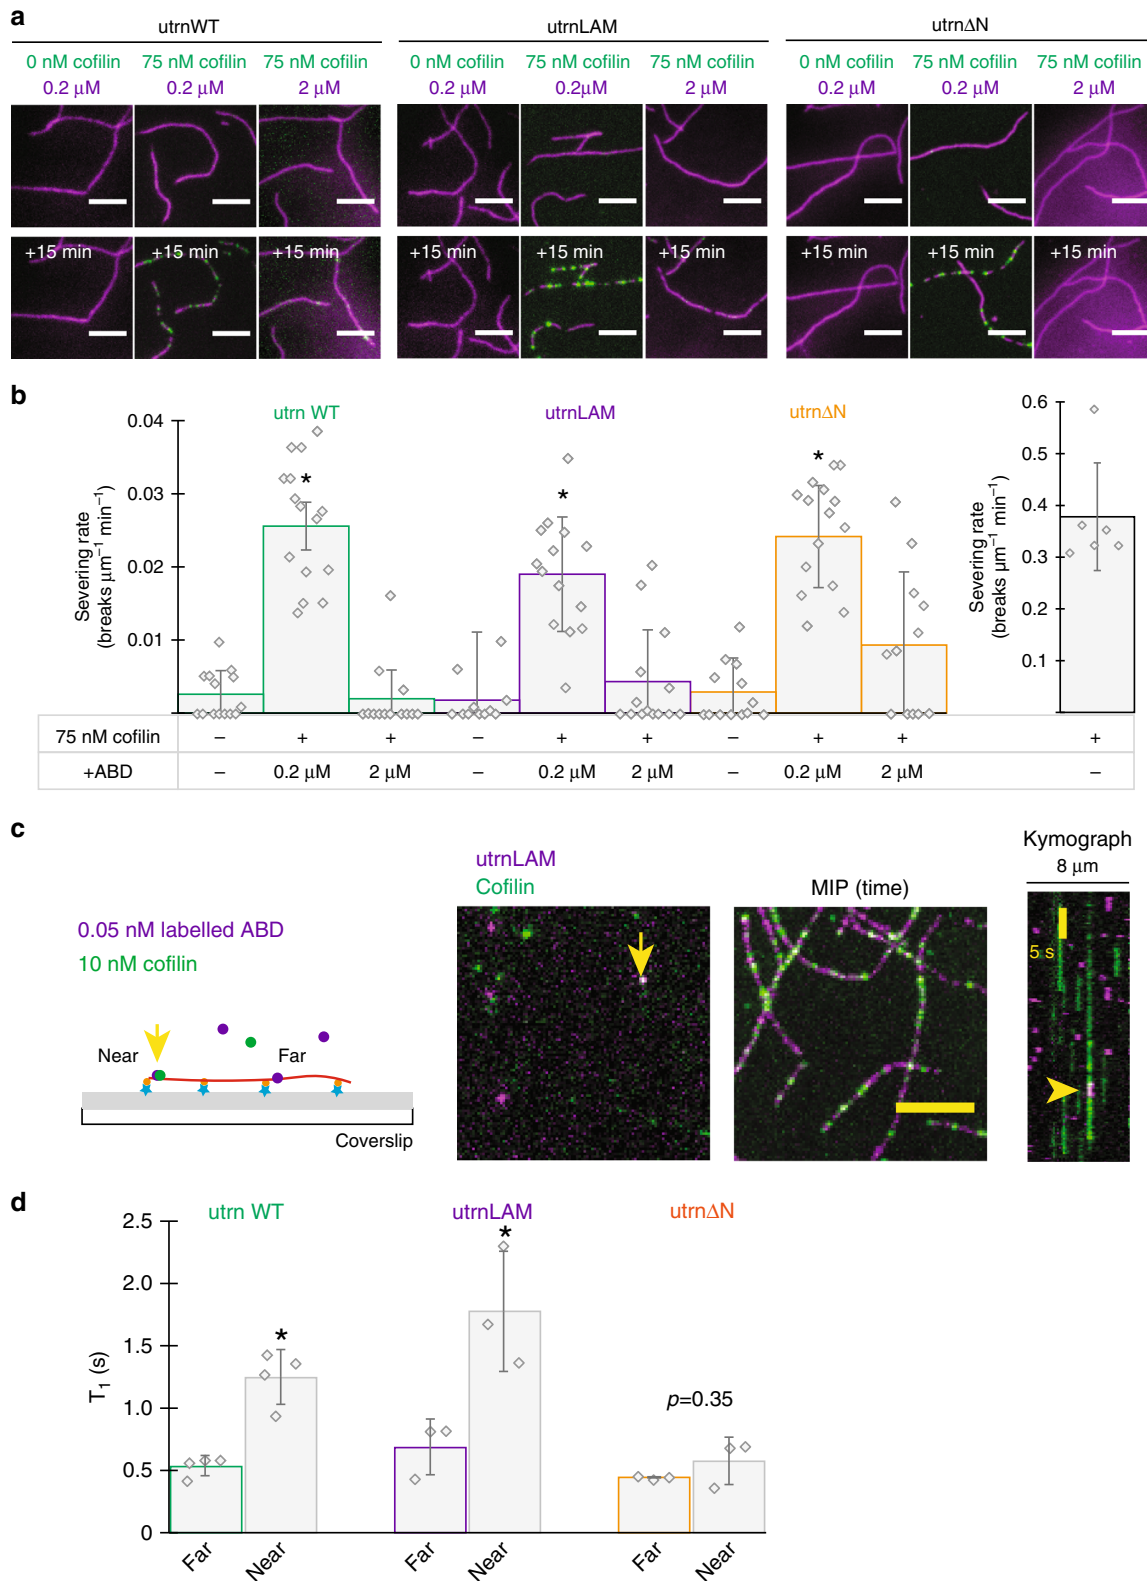 a
utrnWT
utrnLAM
utrnΔN
0 nM cofilin 75 nM cofilin 75 nM cofilin
0.2 μM 0.2 μM 2 μM
0 nM cofilin 75 nM cofilin 75 nM cofilin
0.2 μM 0.2μM 2 μM
0 nM cofilin 75 nM cofilin 75 nM cofilin
0.2 μM 0.2 μM 2 μM
+15 min +15 min +15 min +15 min +15 min +15 min +15 min +15 min +15 min
b
utrn WT
utrnLAM
utrnΔN
Severing rate
(breaks μm⁻¹ min⁻¹)
0.04
0.03
0.02
0.01
* * *
Severing rate
(breaks μm⁻¹ min⁻¹)
0.6
0.5
0.4
0.3
0.2
0.1
75 nM cofilin – + + – + + – + + +
+ABD – 0.2 μM 2 μM – 0.2 μM 2 μM – 0.2 μM 2 μM –
c
0.05 nM labelled ABD
10 nM cofilin
Near
Far
Coverslip
utrnLAM
Cofilin
MIP (time)
Kymograph
8 μm
5 s
d
utrn WT
utrnLAM
utrnΔN
T₁ (s)
2.5
2.0
1.5
1.0
0.5
0
*
*
p=0.35
Far Near Far Near Far Near